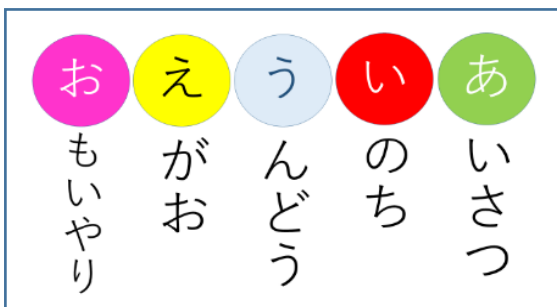 あいさつ
いのち
うんどう
えがお
おもいやり